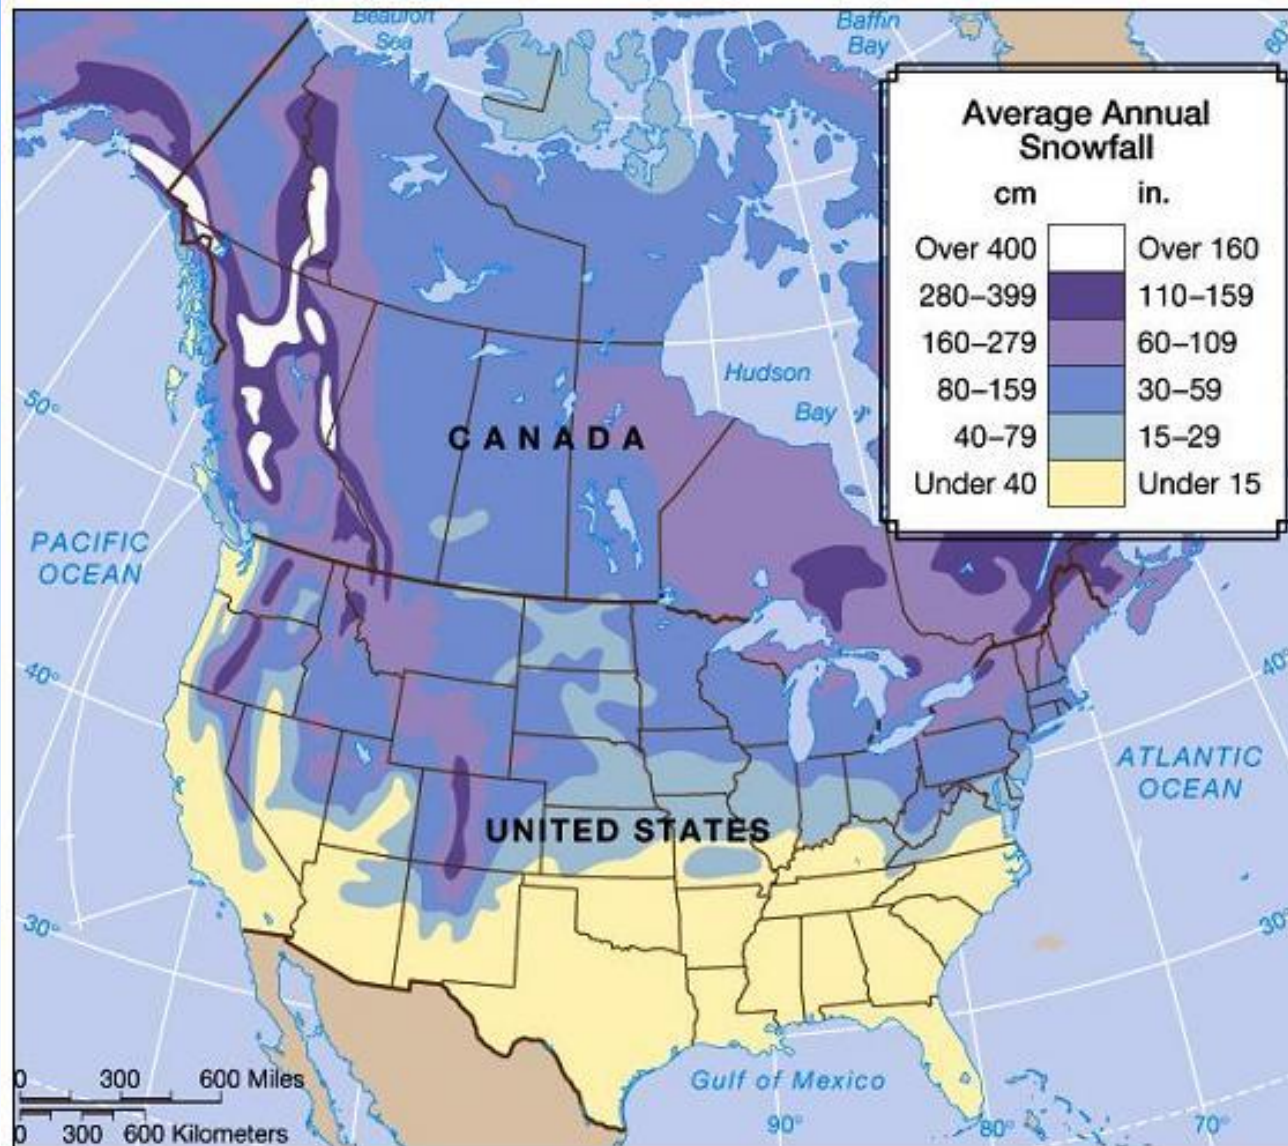 Beaufort
Sea
Baffin
Bay
60°
Average Annual
Snowfall
cm in.
Over 400 Over 160
280–399 110–159
160–279 60–109
80–159 30–59
40–79 15–29
Under 40 Under 15
Hudson
Bay
50°
CANADA
PACIFIC
OCEAN
40°
40°
ATLANTIC
OCEAN
UNITED STATES
30°
30°
Gulf of Mexico
0 300 600 Miles
0 300 600 Kilometers
90°
80°
70°